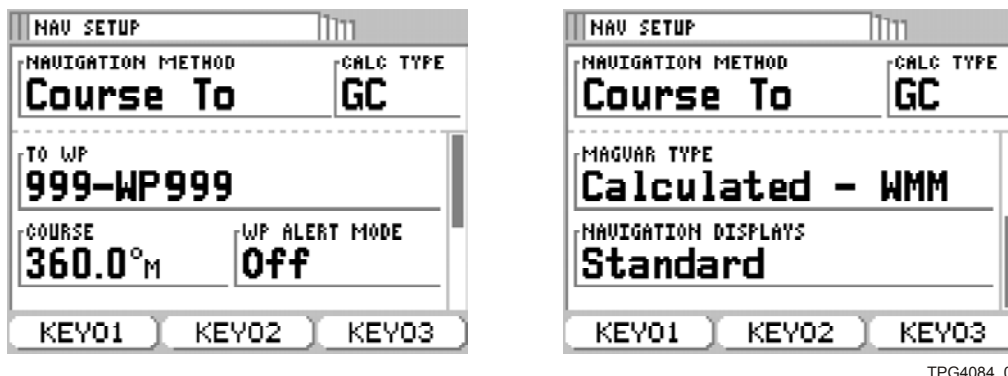 NAV SETUP
NAVIGATION METHOD CALC TYPE
Course To GC
TO WP
999-WP999
COURSE WP ALERT MODE
360.0°M Off
KEY01 KEY02 KEY03
NAV SETUP
NAVIGATION METHOD CALC TYPE
Course To GC
MAGVAR TYPE
Calculated - WMM
NAVIGATION DISPLAYS
Standard
KEY01 KEY02 KEY03